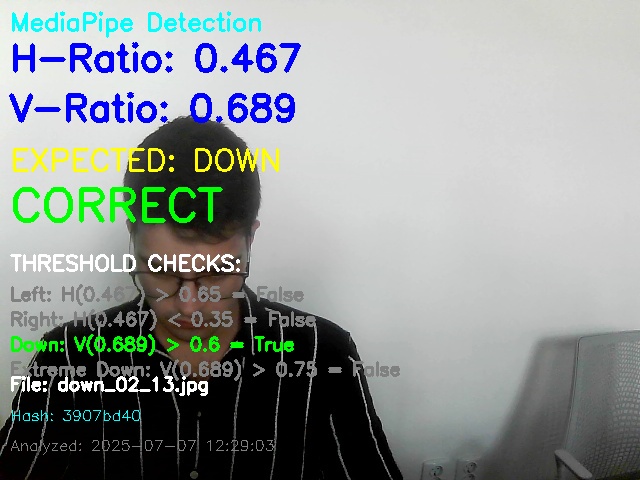 MediaPipe Detection
H-Ratio: 0.467
V-Ratio: 0.689
EXPECTED: DOWN
CORRECT
THRESHOLD CHECKS:
Left: H(0.467) > 0.65 = False
Right: H(0.467) < 0.35 = False
Down: V(0.689) > 0.6 = True
Extreme Down: V(0.689) > 0.75 = False
File: down_02_13.jpg
Hash: 3907bd40
Analyzed: 2025-07-07 12:29:03